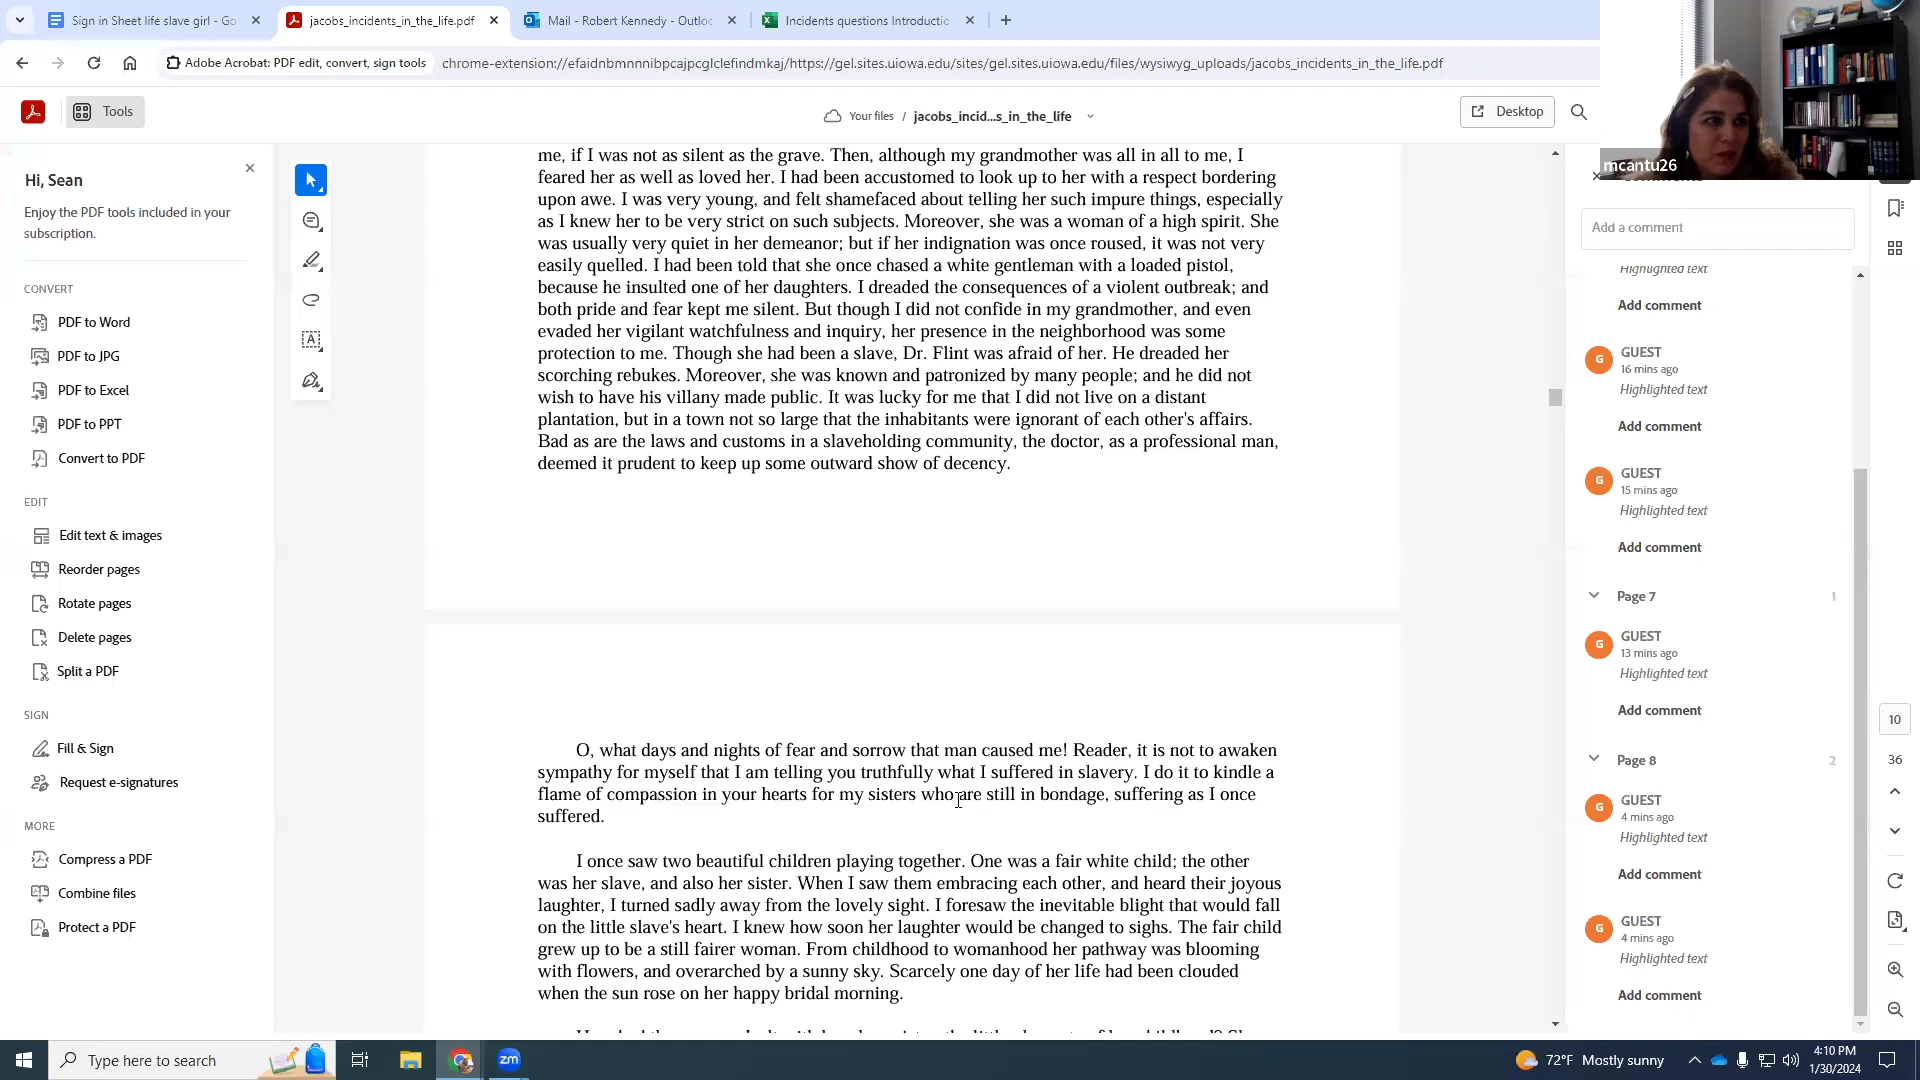 Sign in Sheet life slave girl - Go
jacobs_incidents_in_the_life.pdf
Mail - Robert Kennedy - Outloo
Incidents questions Introductio
Adobe Acrobat: PDF edit, convert, sign tools
chrome-extension://efaidnbmnnnibpcajpcglclefindmkaj/https://gel.sites.uiowa.edu/sites/gel.sites.uiowa.edu/files/wysiwyg_uploads/jacobs_incidents_in_the_life.pdf
Tools
Your files / jacobs_incid...s_in_the_life
Desktop
mcantu26
Hi, Sean
Enjoy the PDF tools included in your
subscription.
CONVERT
PDF to Word
PDF to JPG
PDF to Excel
PDF to PPT
Convert to PDF
EDIT
Edit text & images
Reorder pages
Rotate pages
Delete pages
Split a PDF
SIGN
Fill & Sign
Request e-signatures
MORE
Compress a PDF
Combine files
Protect a PDF
me, if I was not as silent as the grave. Then, although my grandmother was all in all to me, I
feared her as well as loved her. I had been accustomed to look up to her with a respect bordering
upon awe. I was very young, and felt shamefaced about telling her such impure things, especially
as I knew her to be very strict on such subjects. Moreover, she was a woman of a high spirit. She
was usually very quiet in her demeanor; but if her indignation was once roused, it was not very
easily quelled. I had been told that she once chased a white gentleman with a loaded pistol,
because he insulted one of her daughters. I dreaded the consequences of a violent outbreak; and
both pride and fear kept me silent. But though I did not confide in my grandmother, and even
evaded her vigilant watchfulness and inquiry, her presence in the neighborhood was some
protection to me. Though she had been a slave, Dr. Flint was afraid of her. He dreaded her
scorching rebukes. Moreover, she was known and patronized by many people; and he did not
wish to have his villany made public. It was lucky for me that I did not live on a distant
plantation, but in a town not so large that the inhabitants were ignorant of each other's affairs.
Bad as are the laws and customs in a slaveholding community, the doctor, as a professional man,
deemed it prudent to keep up some outward show of decency.
O, what days and nights of fear and sorrow that man caused me! Reader, it is not to awaken
sympathy for myself that I am telling you truthfully what I suffered in slavery. I do it to kindle a
flame of compassion in your hearts for my sisters who are still in bondage, suffering as I once
suffered.
I once saw two beautiful children playing together. One was a fair white child; the other
was her slave, and also her sister. When I saw them embracing each other, and heard their joyous
laughter, I turned sadly away from the lovely sight. I foresaw the inevitable blight that would fall
on the little slave's heart. I knew how soon her laughter would be changed to sighs. The fair child
grew up to be a still fairer woman. From childhood to womanhood her pathway was blooming
with flowers, and overarched by a sunny sky. Scarcely one day of her life had been clouded
when the sun rose on her happy bridal morning.
Add a comment
Highlighted text
Add comment
G
GUEST
16 mins ago
Highlighted text
Add comment
G
GUEST
15 mins ago
Highlighted text
Add comment
Page 7
1
G
GUEST
13 mins ago
Highlighted text
Add comment
Page 8
2
G
GUEST
4 mins ago
Highlighted text
Add comment
G
GUEST
4 mins ago
Highlighted text
Add comment
10
36
Type here to search
zm
72°F Mostly sunny
4:10 PM
1/30/2024